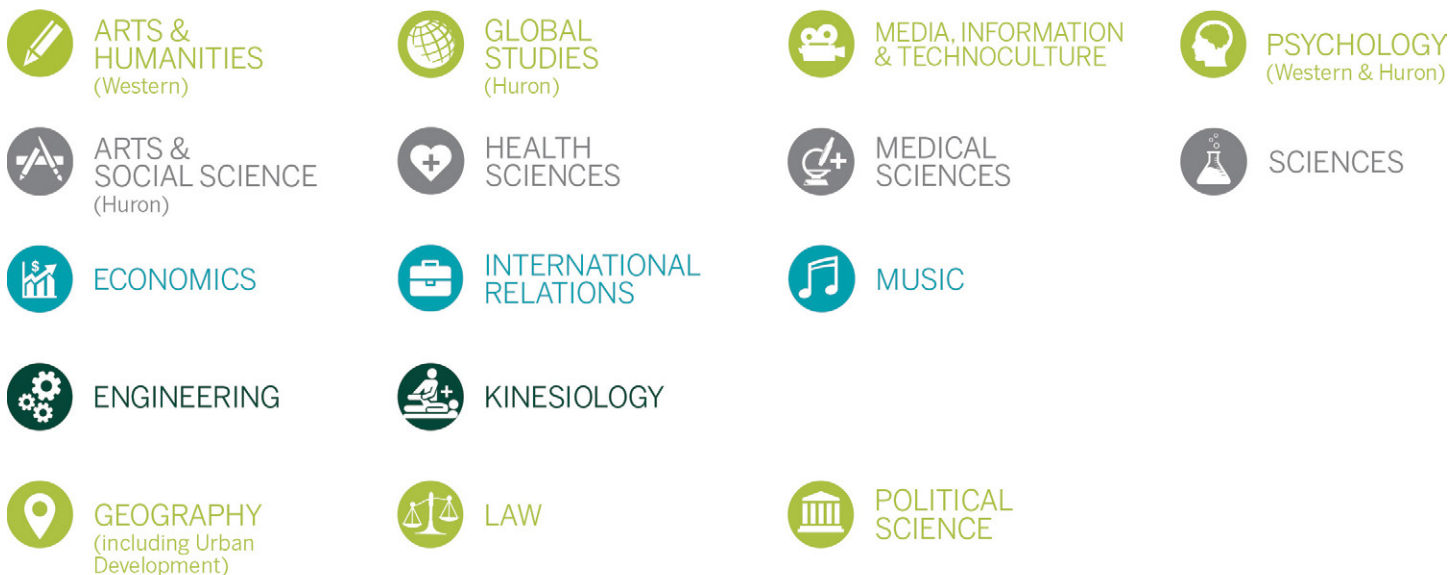 ARTS &
HUMANITIES
(Western)
GLOBAL
STUDIES
(Huron)
MEDIA, INFORMATION
& TECHNOCULTURE
PSYCHOLOGY
(Western & Huron)
ARTS &
SOCIAL SCIENCE
(Huron)
HEALTH
SCIENCES
MEDICAL
SCIENCES
SCIENCES
$
ECONOMICS
INTERNATIONAL
RELATIONS
MUSIC
ENGINEERING
KINESIOLOGY
GEOGRAPHY
(including Urban
Development)
LAW
POLITICAL
SCIENCE